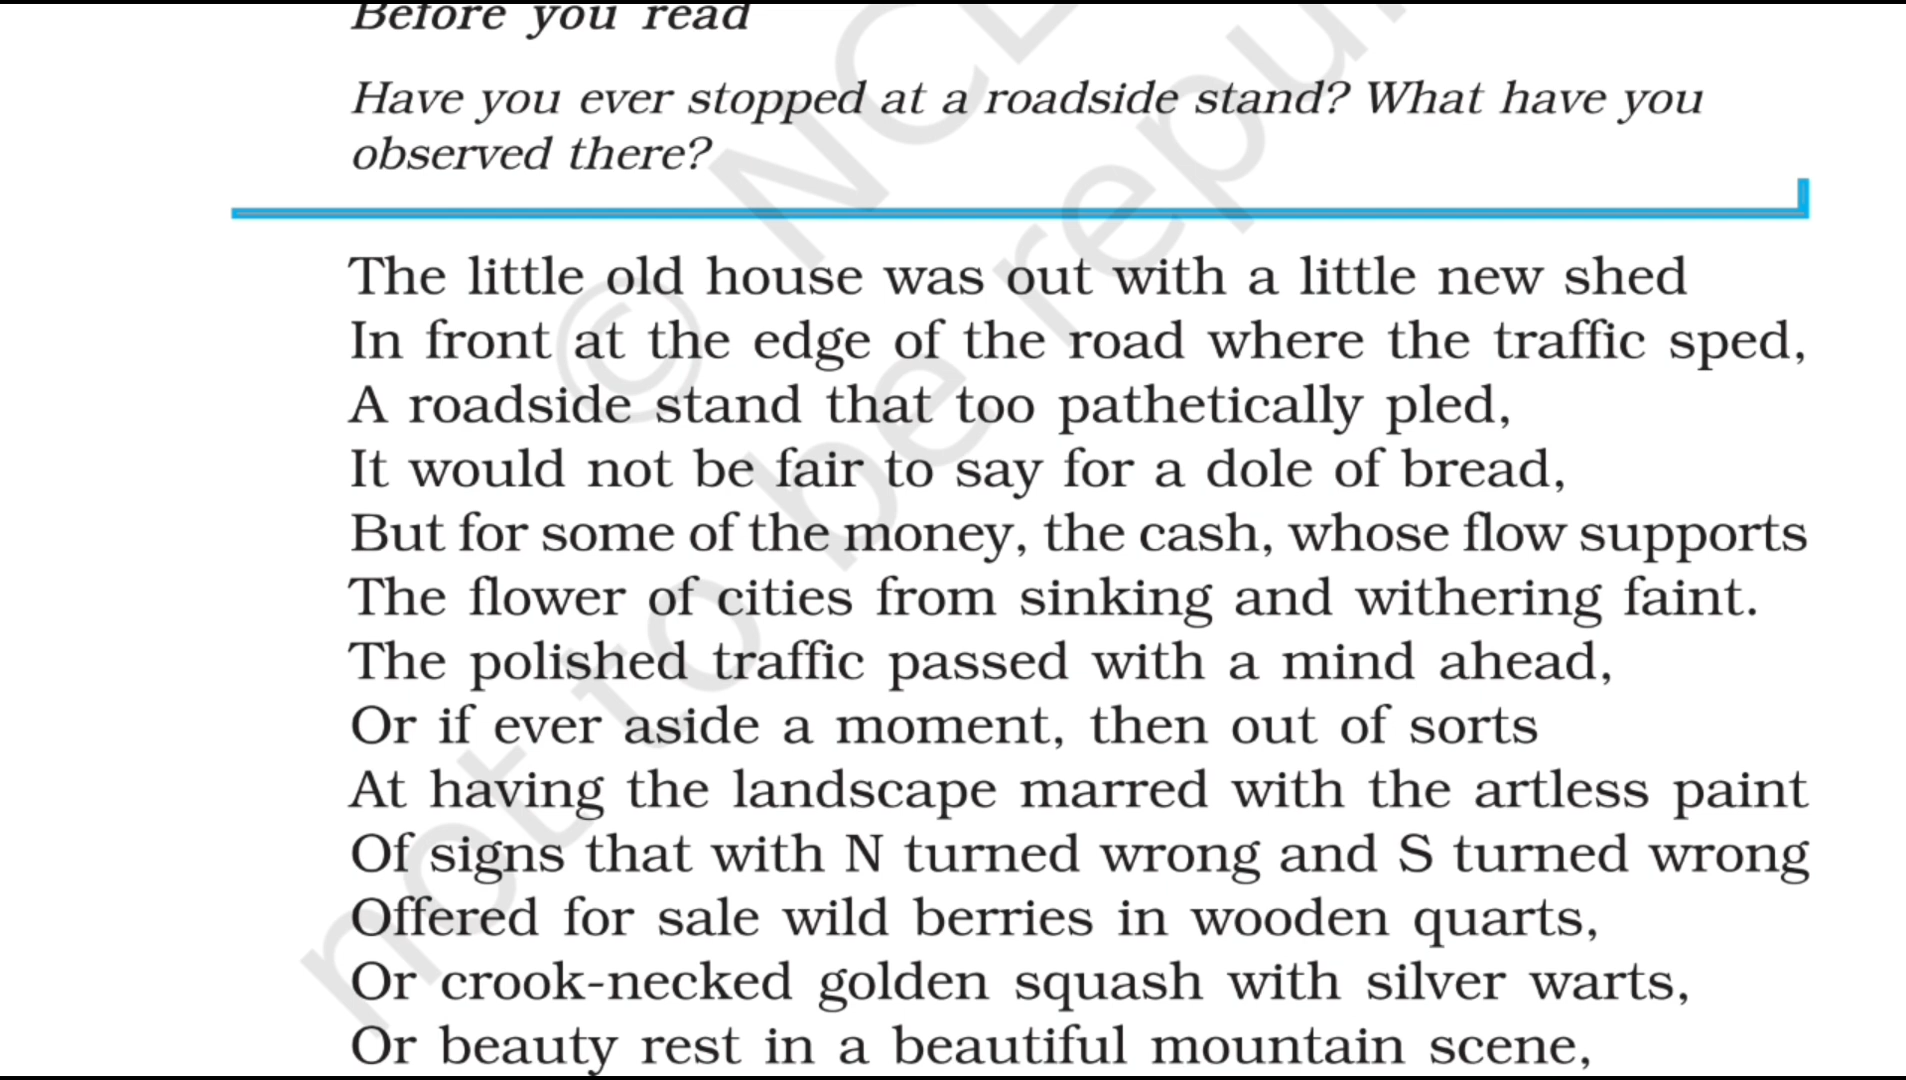 Before you read
Have you ever stopped at a roadside stand? What have you
observed there?
The little old house was out with a little new shed
In front at the edge of the road where the traffic sped,
A roadside stand that too pathetically pled,
It would not be fair to say for a dole of bread,
But for some of the money, the cash, whose flow supports
The flower of cities from sinking and withering faint.
The polished traffic passed with a mind ahead,
Or if ever aside a moment, then out of sorts
At having the landscape marred with the artless paint
Of signs that with N turned wrong and S turned wrong
Offered for sale wild berries in wooden quarts,
Or crook-necked golden squash with silver warts,
Or beauty rest in a beautiful mountain scene,
©
not to be